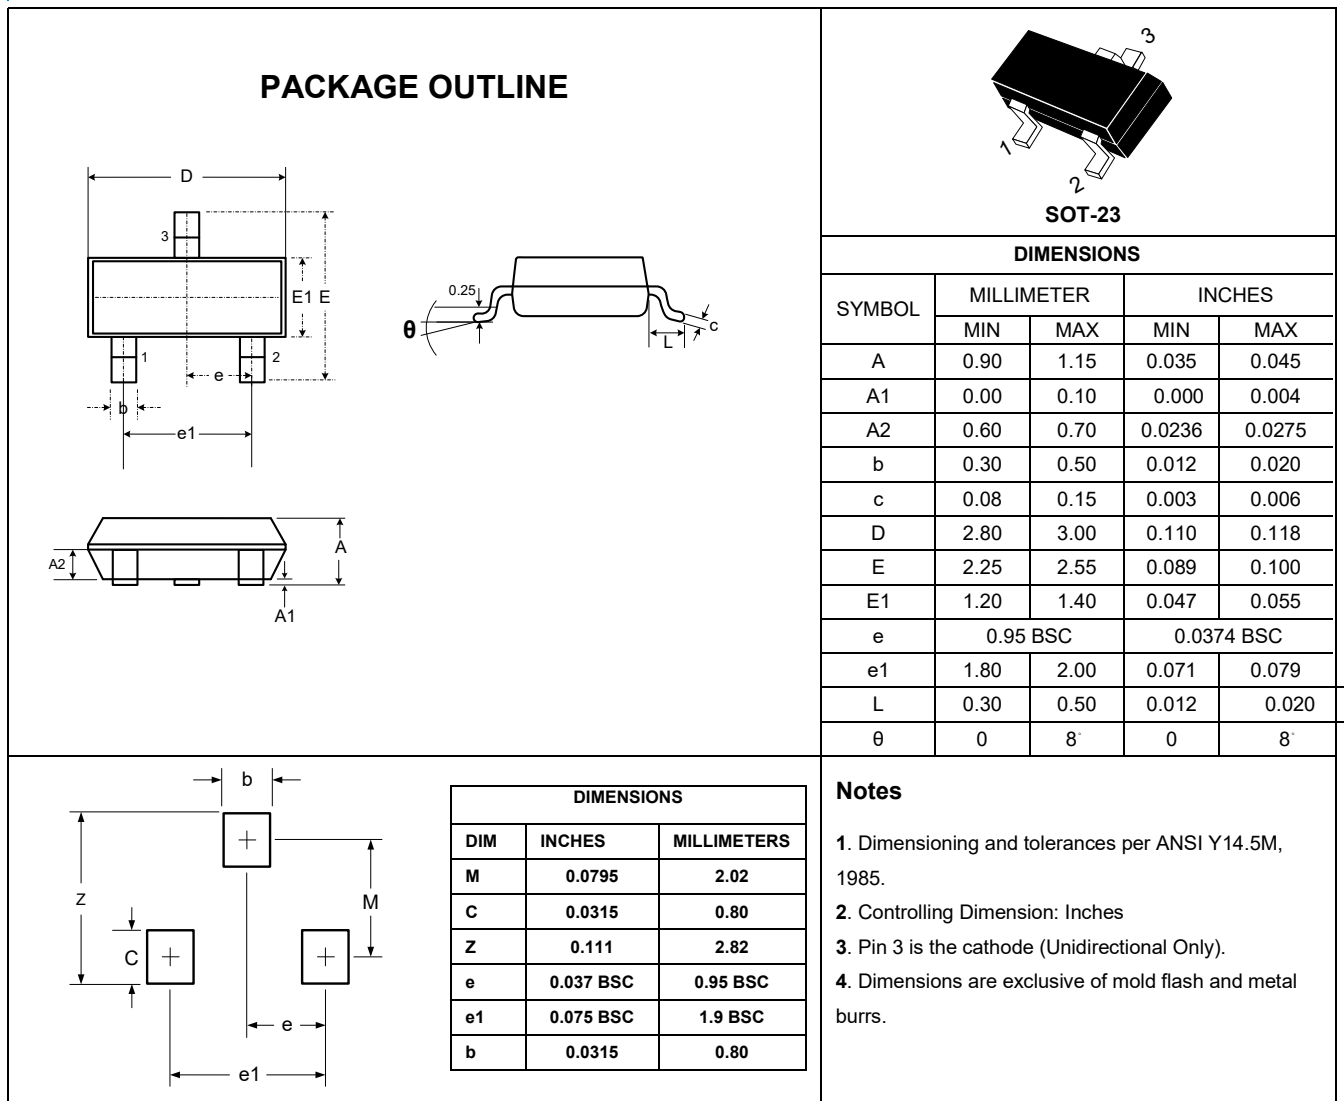 PACKAGE OUTLINE
D
3
E1 E
1
2
e
b
e1
0.25
θ
L
c
A
A2
A1
3
1
2
SOT-23
DIMENSIONS
SYMBOL MILLIMETER INCHES
MIN MAX MIN MAX
A 0.90 1.15 0.035 0.045
A1 0.00 0.10 0.000 0.004
A2 0.60 0.70 0.0236 0.0275
b 0.30 0.50 0.012 0.020
c 0.08 0.15 0.003 0.006
D 2.80 3.00 0.110 0.118
E 2.25 2.55 0.089 0.100
E1 1.20 1.40 0.047 0.055
e 0.95 BSC 0.0374 BSC
e1 1.80 2.00 0.071 0.079
L 0.30 0.50 0.012 0.020
θ 0 8° 0 8°
b
Z
M
C
e
e1
DIMENSIONS
DIM INCHES MILLIMETERS
M 0.0795 2.02
C 0.0315 0.80
Z 0.111 2.82
e 0.037 BSC 0.95 BSC
e1 0.075 BSC 1.9 BSC
b 0.0315 0.80
Notes
1. Dimensioning and tolerances per ANSI Y14.5M,
1985.
2. Controlling Dimension: Inches
3. Pin 3 is the cathode (Unidirectional Only).
4. Dimensions are exclusive of mold flash and metal
burrs.